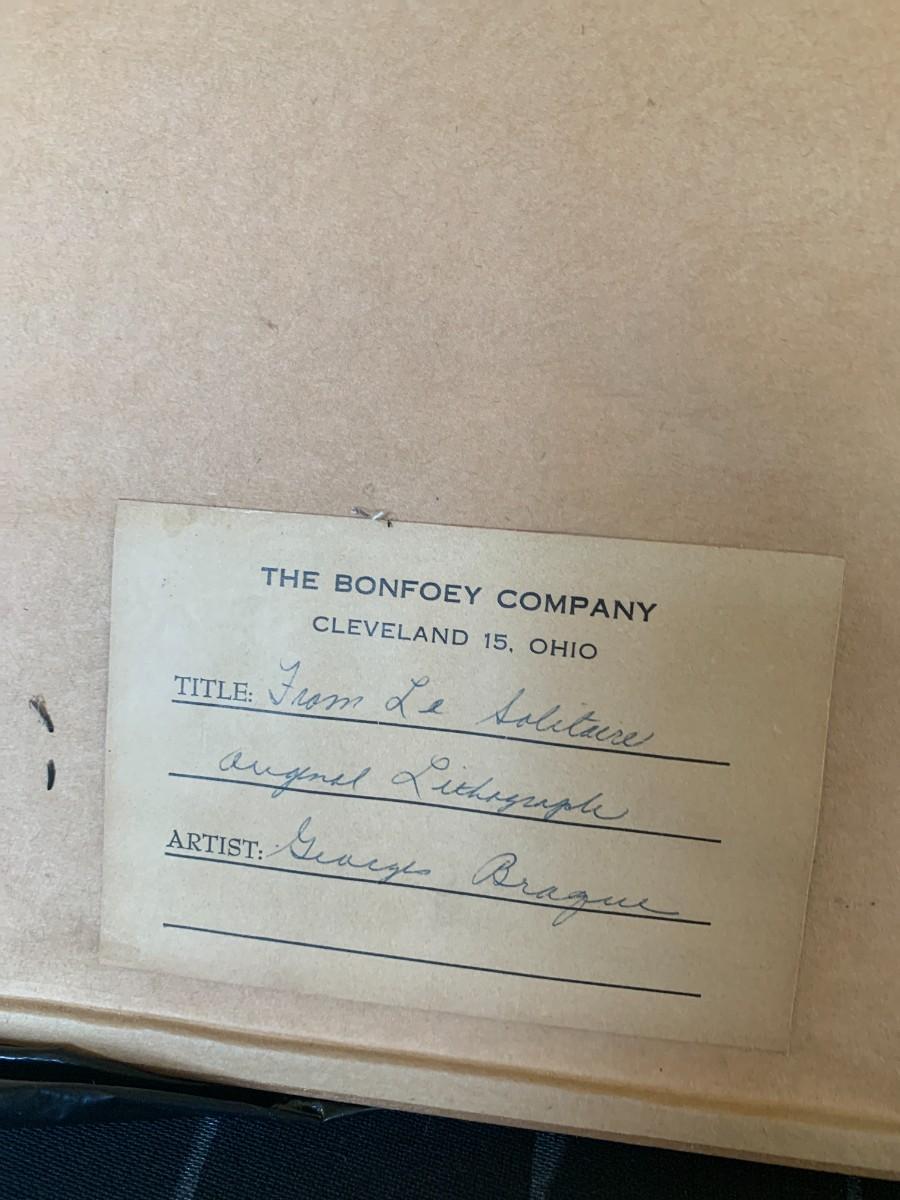 THE BONFOEY COMPANY
CLEVELAND 15, OHIO
TITLE: From Le Solitaire
Original Lithograph
ARTIST: Georges Braque